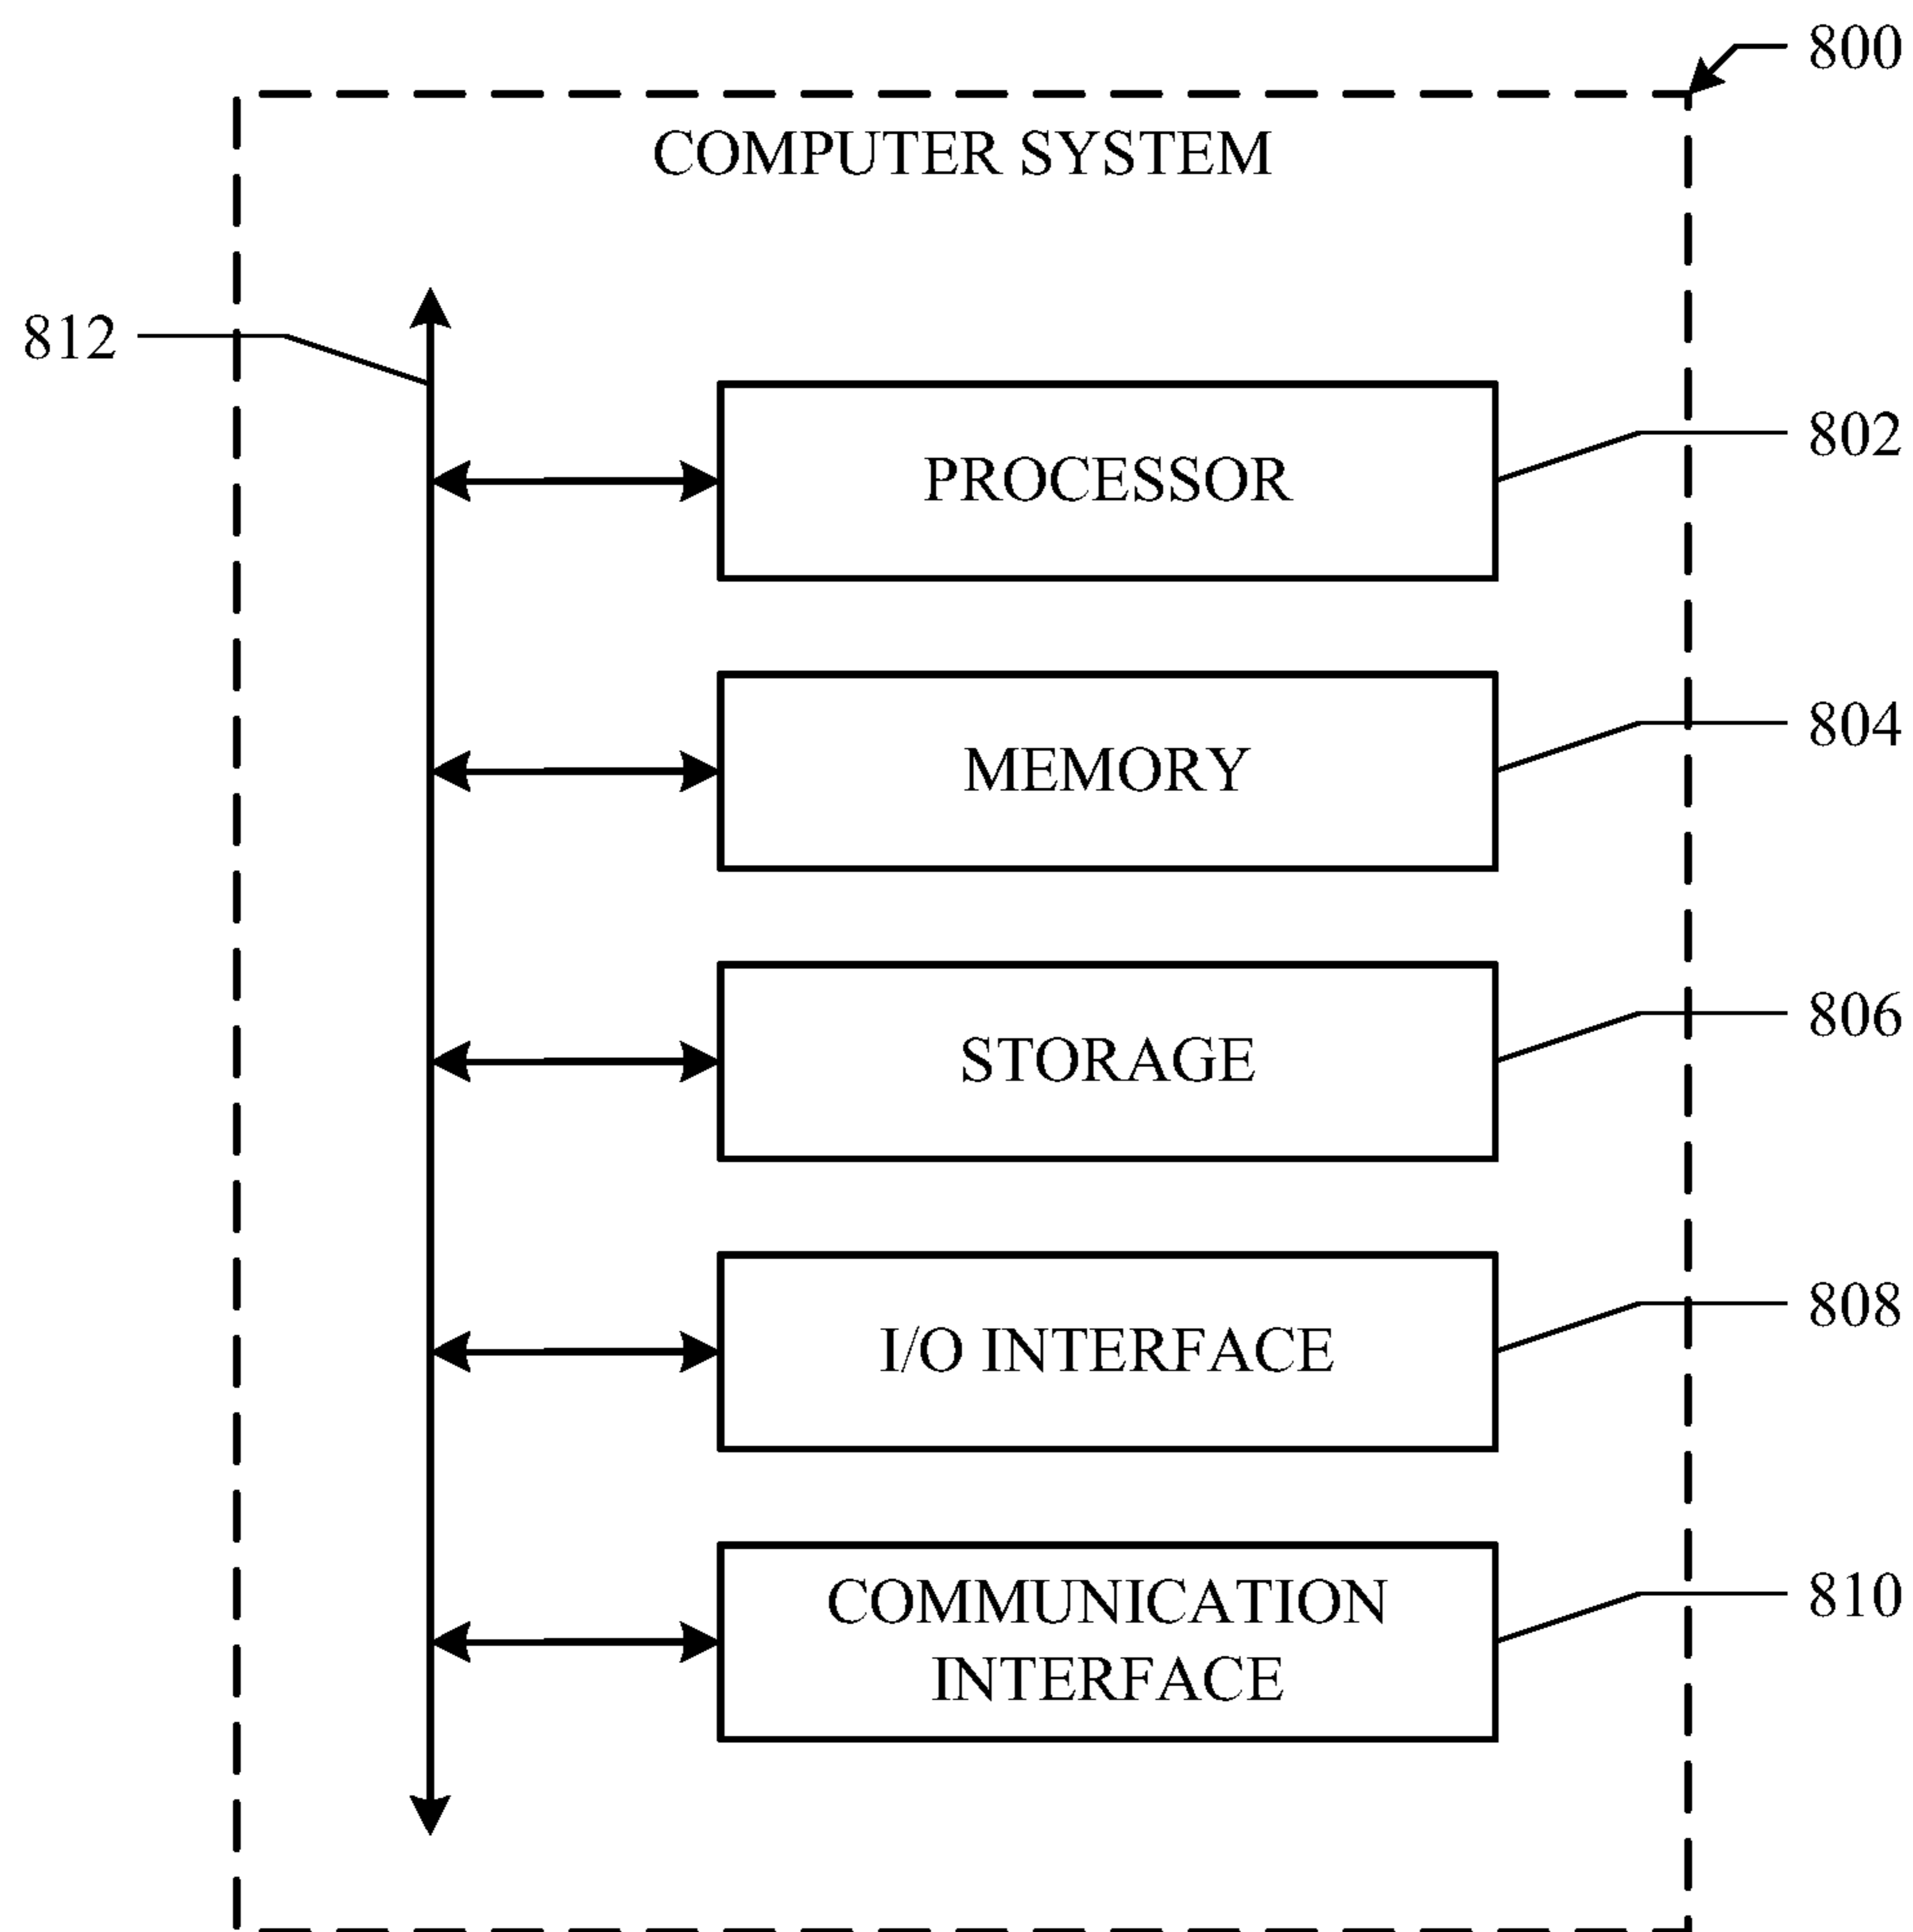 800
COMPUTER SYSTEM
812
802
PROCESSOR
804
MEMORY
806
STORAGE
808
I/O INTERFACE
810
COMMUNICATION
INTERFACE